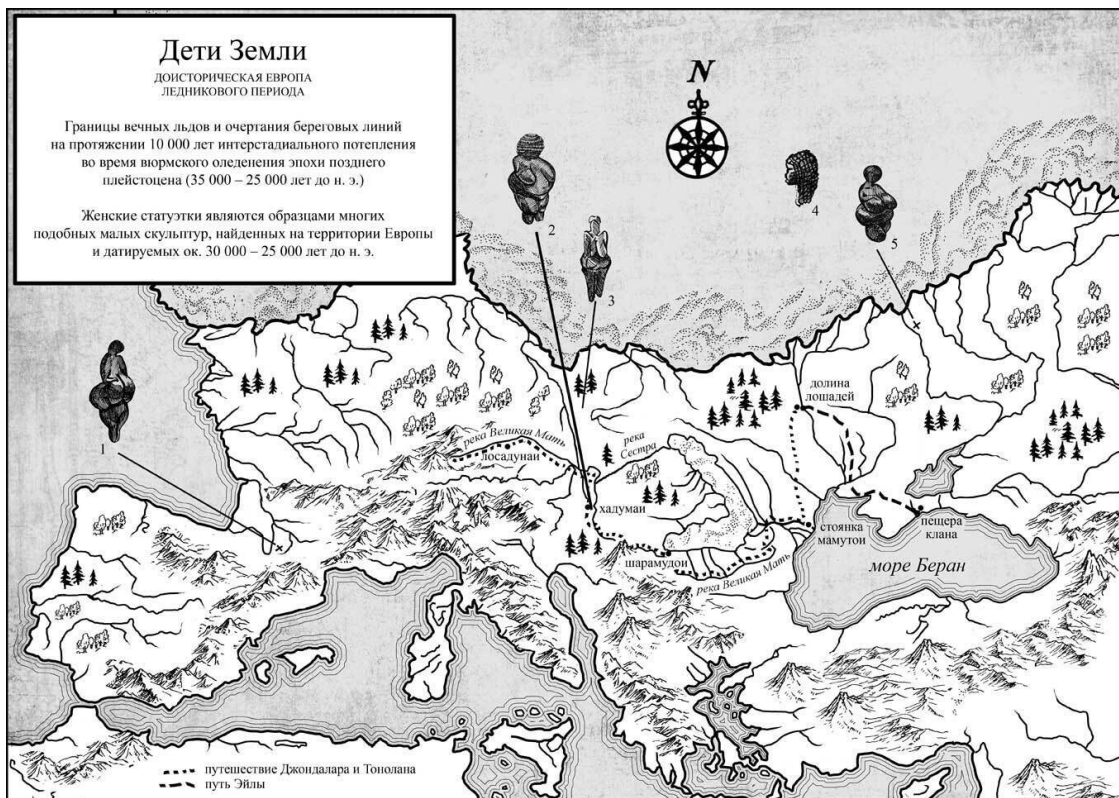 Дети Земли
ДОИСТОРИЧЕСКАЯ ЕВРОПА
ЛЕДНИКОВОГО ПЕРИОДА
Границы вечных льдов и очертания береговых линий
на протяжении 10 000 лет интерстадиального потепления
во время вюрмского оледенения эпохи позднего
плейстоцена (35 000 – 25 000 лет до н. э.)
Женские статуэтки являются образцами многих
подобных малых скульптур, найденных на территории Европы
и датируемых ок. 30 000 – 25 000 лет до н. э.
N
1
2
3
4
5
долина
лошадей
река Великая Мать
лосадунаи
река
Сестра
хадумаи
шарамудои
река Великая Мать
стоянка
мамутои
пещера
клана
море Беран
путешествие Джондалара и Тонолана
путь Эйлы